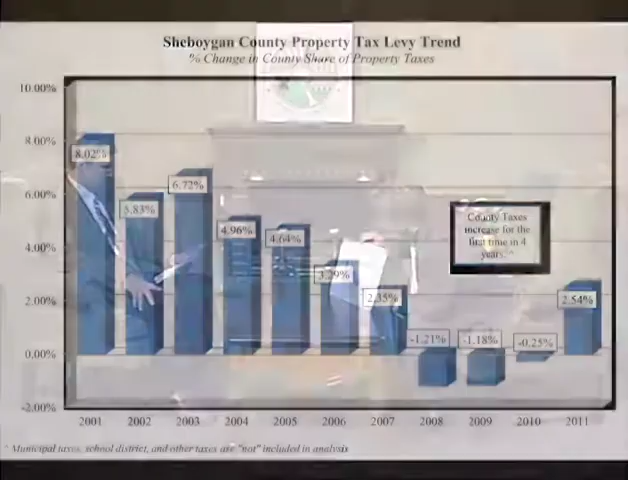 Sheboygan County Property Tax Levy Trend
% Change in County Share of Property Taxes
10.00%
8.00%
6.00%
4.00%
2.00%
0.00%
-2.00%
8.02%
5.83%
6.72%
4.96%
4.64%
3.29%
2.35%
-1.21%
-1.18%
-0.25%
2.54%
County Taxes
increase for the
first time in 4
years.
2001 2002 2003 2004 2005 2006 2007 2008 2009 2010 2011
* Municipal taxes, school district, and other taxes are "not" included in analysis